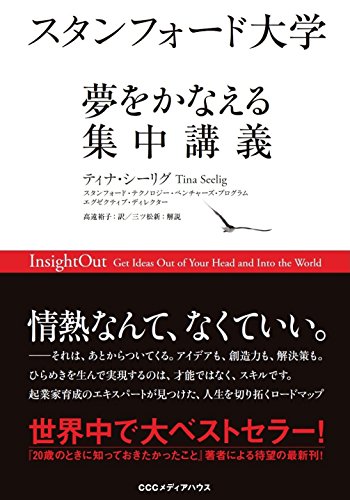 スタンフォード大学
夢をかなえる
集中講義
ティナ・シーリグ Tina Seelig
スタンフォード・テクノロジー・ベンチャーズ・プログラム
エグゼクティブ・ディレクター
高遠裕子:訳/三ツ松新:解説
InsightOut Get Ideas Out of Your Head and Into the World
情熱なんて、なくていい。
――それは、あとからついてくる。アイデアも、創造力も、解決策も。
ひらめきを生んで実現するのは、才能ではなく、スキルです。
起業家育成のエキスパートが見つけた、人生を切り拓くロードマップ
世界中で大ベストセラー!
『20歳のときに知っておきたかったこと』著者による待望の最新刊!
CCCメディアハウス